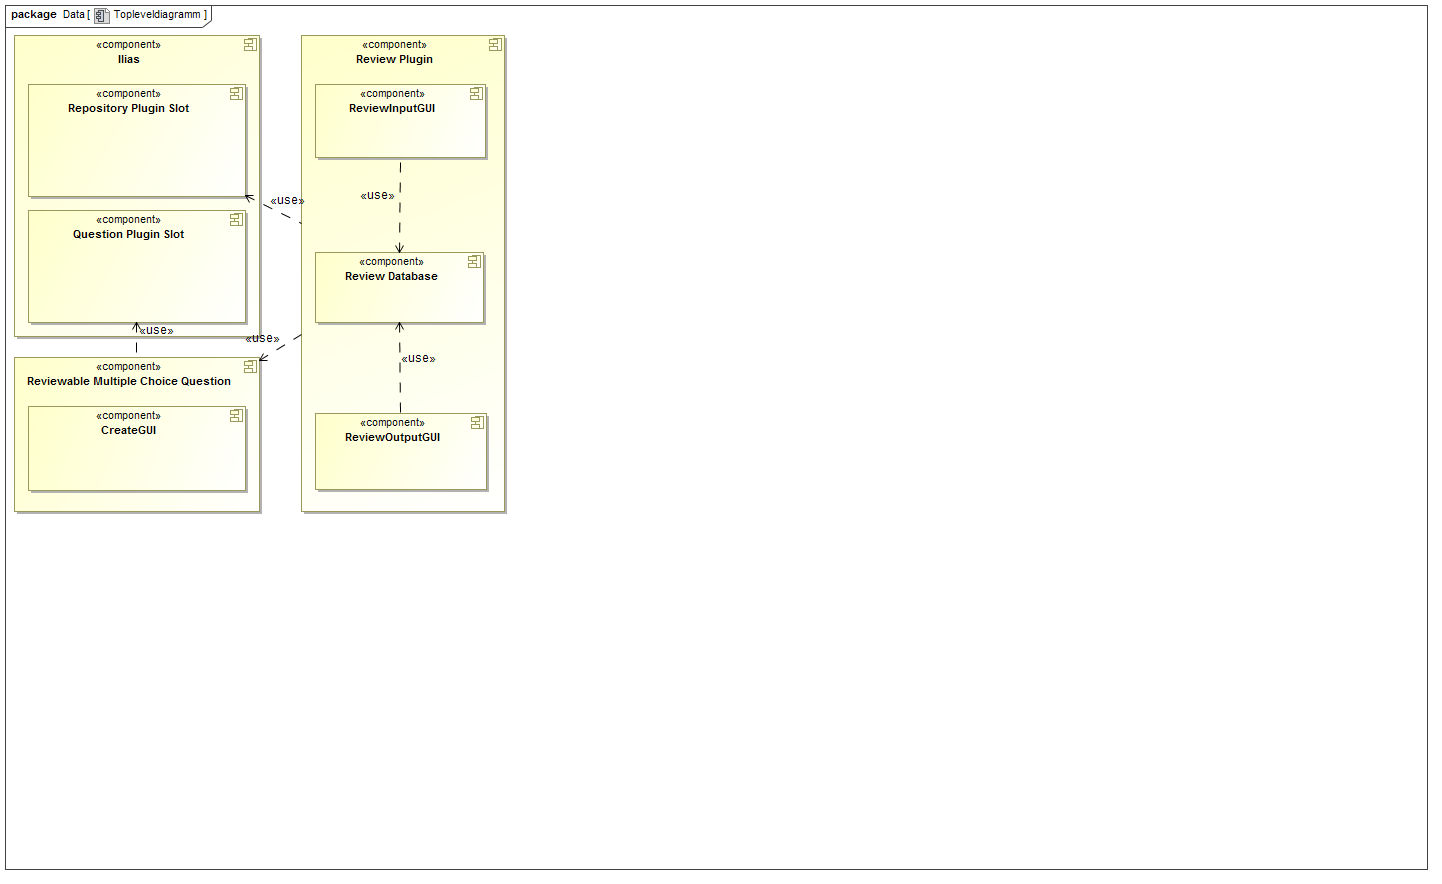 package Data [ Topleveldiagramm ]
«component»
Ilias
«component»
Repository Plugin Slot
«component»
Question Plugin Slot
«use»
«component»
Reviewable Multiple Choice Question
«component»
CreateGUI
«use»
«use»
«component»
Review Plugin
«component»
ReviewInputGUI
«use»
«component»
Review Database
«use»
«component»
ReviewOutputGUI